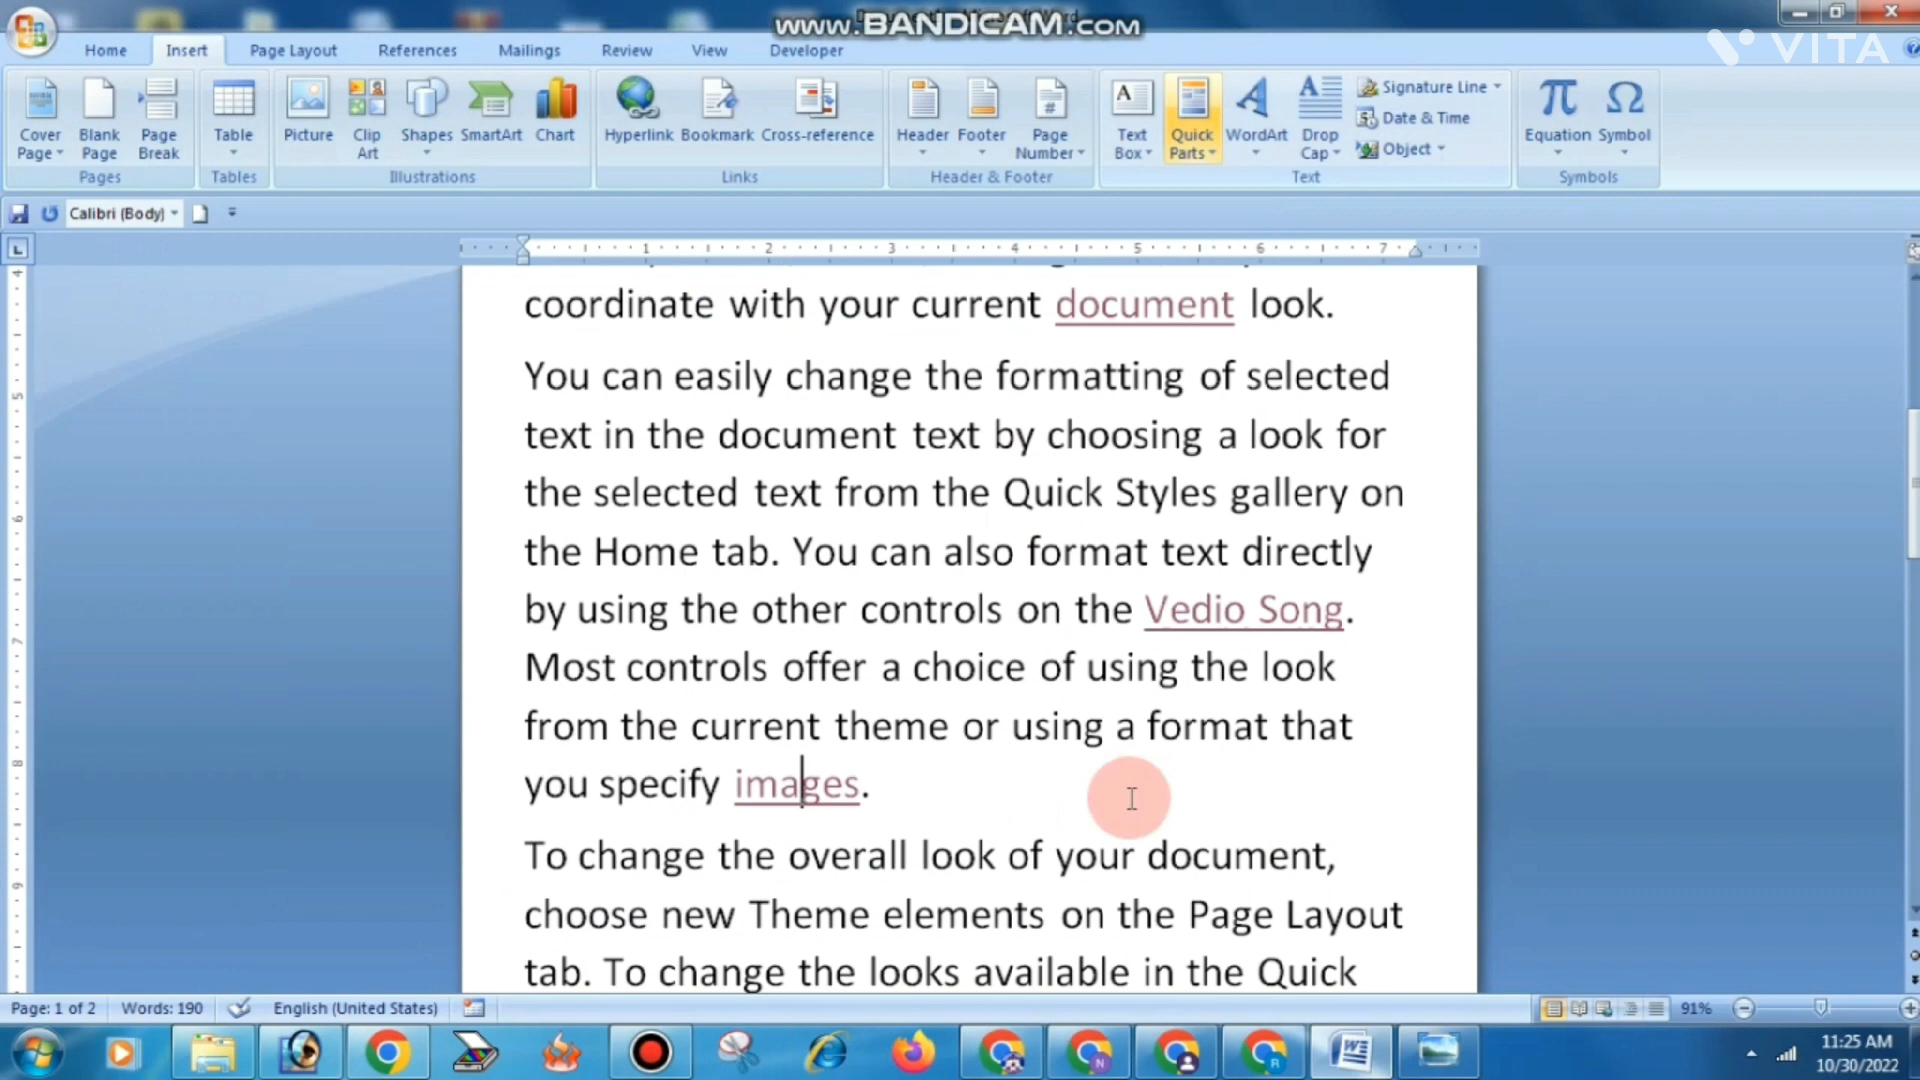 www.BANDICAM.com
VITA
Home Insert Page Layout References Mailings Review View Developer
Cover Page
Blank Page
Page Break
Pages
Table
Tables
Picture
Clip Art
Shapes
SmartArt
Chart
Illustrations
Hyperlink
Bookmark
Cross-reference
Links
Header
Footer
Page Number
Header & Footer
Text Box
Quick Parts
WordArt
Drop Cap
Signature Line
Date & Time
Object
Text
Equation
Symbol
Symbols
Calibri (Body)
1 2 3 4 5 6 7
coordinate with your current document look.
You can easily change the formatting of selected
text in the document text by choosing a look for
the selected text from the Quick Styles gallery on
the Home tab. You can also format text directly
by using the other controls on the Vedio Song.
Most controls offer a choice of using the look
from the current theme or using a format that
you specify images.
To change the overall look of your document,
choose new Theme elements on the Page Layout
tab. To change the looks available in the Quick
Page: 1 of 2 Words: 190 English (United States) 91%
11:25 AM
10/30/2022